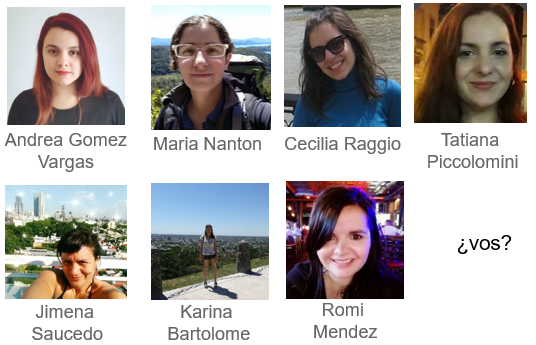 Andrea Gomez
Vargas
Maria Nanton
Cecilia Raggio
Tatiana
Piccolomini
Jimena
Saucedo
Karina
Bartolome
Romi
Mendez
¿vos?